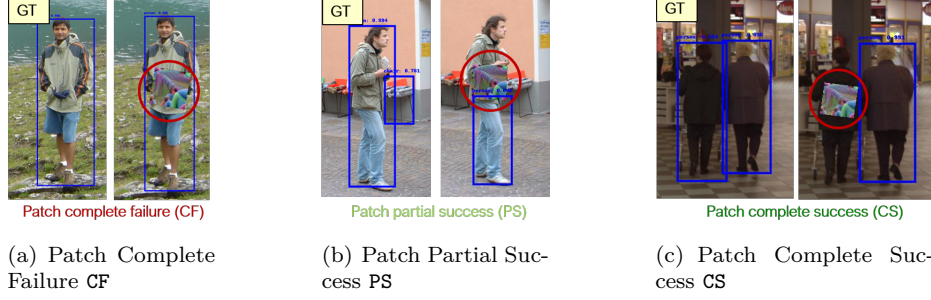 GT
GT
GT
Patch complete failure (CF)
Patch partial success (PS)
Patch complete success (CS)
(a) Patch Complete
Failure CF
(b) Patch Partial Suc-
cess PS
(c) Patch Complete Suc-
cess CS